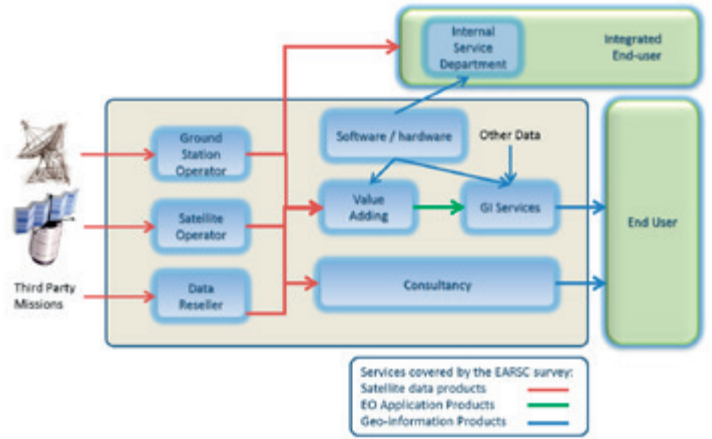 Internal
Service
Department
Integrated
End-user
Ground
Station
Operator
Software / hardware
Other Data
Satellite
Operator
Value
Adding
GI Services
End User
Third Party
Missions
Data
Reseller
Consultancy
Services covered by the EARSC survey:
Satellite data products
EO Application Products
Geo-information Products